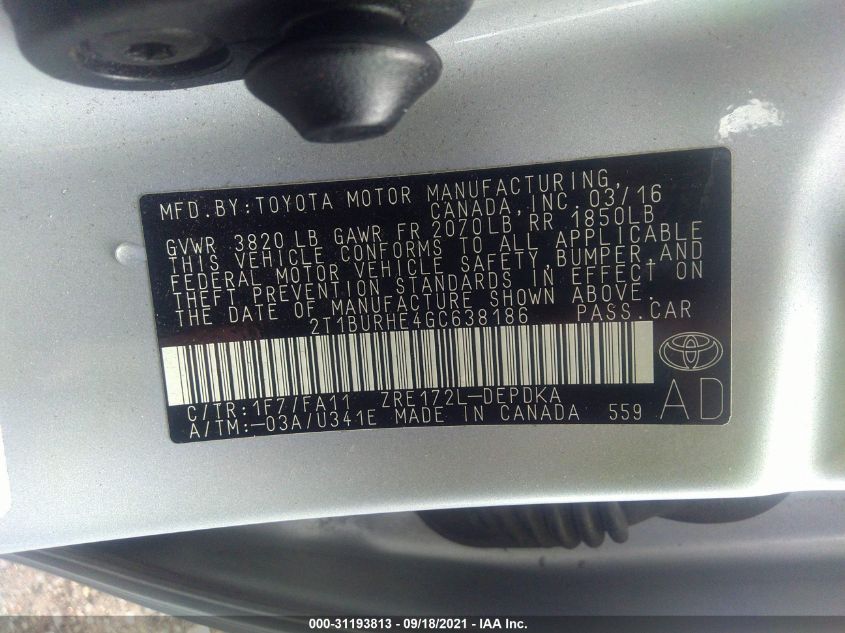 MFD.BY:TOYOTA MOTOR MANUFACTURING,
CANADA, INC. 03/16
GVWR 3820 LB GAWR FR 2070LB RR 1850LB
THIS VEHICLE CONFORMS TO ALL APPLICABLE
FEDERAL MOTOR VEHICLE SAFETY, BUMPER, AND
THEFT PREVENTION STANDARDS IN EFFECT ON
THE DATE OF MANUFACTURE SHOWN ABOVE.
2T1BURHE4GC638186 PASS.CAR
C/TR:1F7/FA11 ZRE172L-DEPDKA
A/TM:-03A/U341E MADE IN CANADA 559
AD
000-31193813 - 09/18/2021 - IAA Inc.